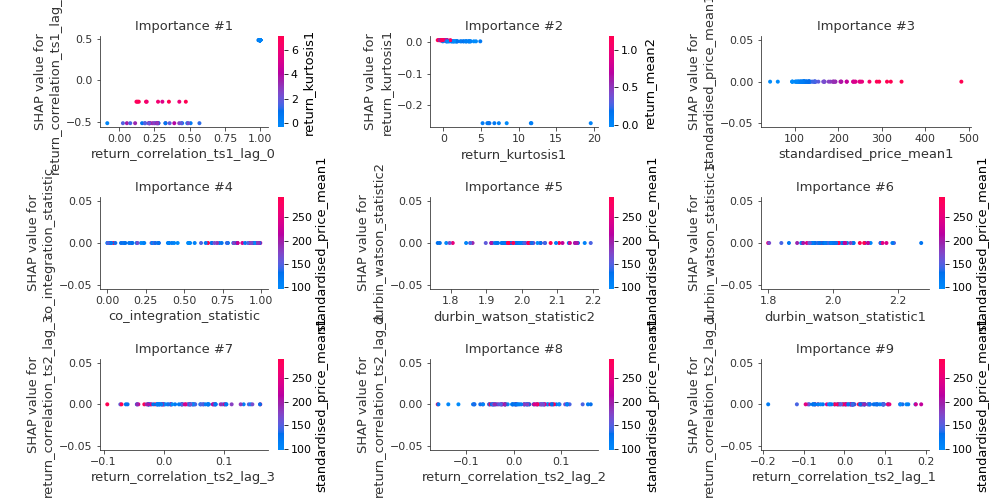 Importance #1
SHAP value for
return_correlation_ts1_lag_
0.5
0.0
−0.5
0.00
0.25
0.50
0.75
1.00
return_correlation_ts1_lag_0
6
4
2
0
return_kurtosis1
Importance #2
SHAP value for
return_kurtosis1
0.0
−0.1
−0.2
0
5
10
15
20
return_kurtosis1
1.0
0.5
0.0
return_mean2
Importance #3
SHAP value for
standardised_price_mean1
0.05
0.00
−0.05
100
200
300
400
500
standardised_price_mean1
Importance #4
SHAP value for
co_integration_statistic
0.05
0.00
−0.05
0.00
0.25
0.50
0.75
1.00
co_integration_statistic
250
200
150
100
standardised_price_mean1
Importance #5
SHAP value for
durbin_watson_statistic2
0.05
0.00
−0.05
1.8
1.9
2.0
2.1
2.2
durbin_watson_statistic2
250
200
150
100
standardised_price_mean1
Importance #6
SHAP value for
durbin_watson_statistic1
0.05
0.00
−0.05
1.8
2.0
2.2
durbin_watson_statistic1
250
200
150
100
standardised_price_mean1
Importance #7
SHAP value for
return_correlation_ts2_lag_3
0.05
0.00
−0.05
−0.1
0.0
0.1
return_correlation_ts2_lag_3
250
200
150
100
standardised_price_mean1
Importance #8
SHAP value for
return_correlation_ts2_lag_2
0.05
0.00
−0.05
−0.1
0.0
0.1
return_correlation_ts2_lag_2
250
200
150
100
standardised_price_mean1
Importance #9
SHAP value for
return_correlation_ts2_lag_1
0.05
0.00
−0.05
−0.2
−0.1
0.0
0.1
0.2
return_correlation_ts2_lag_1
250
200
150
100
standardised_price_mean1